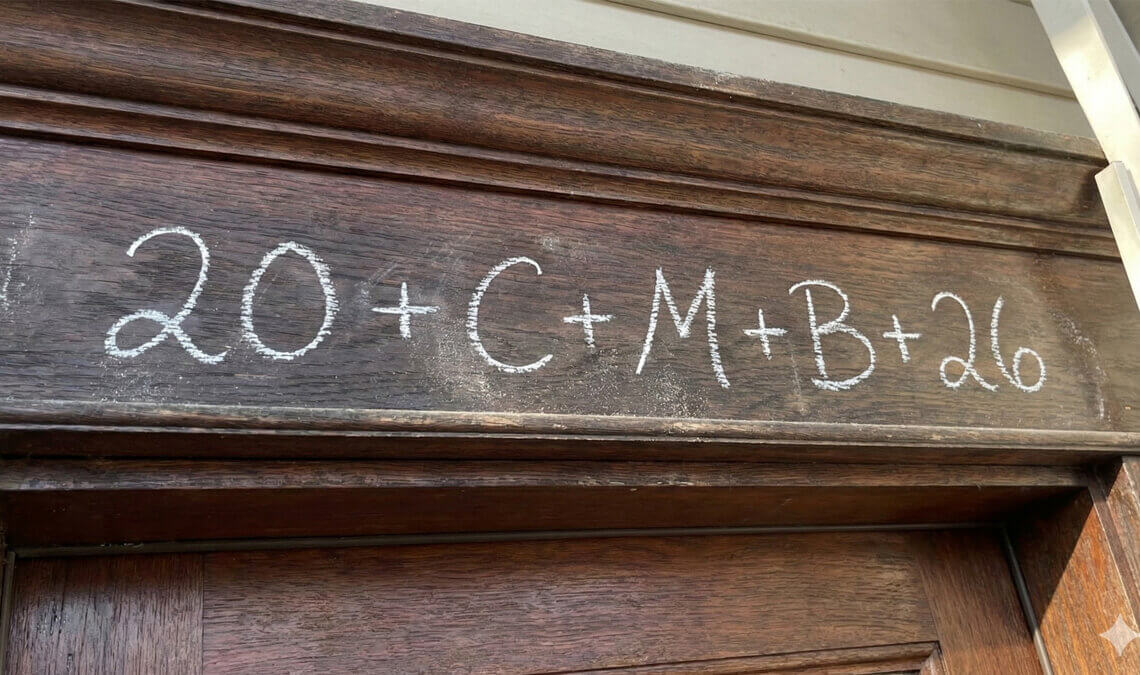 20 + C + M + B + 26